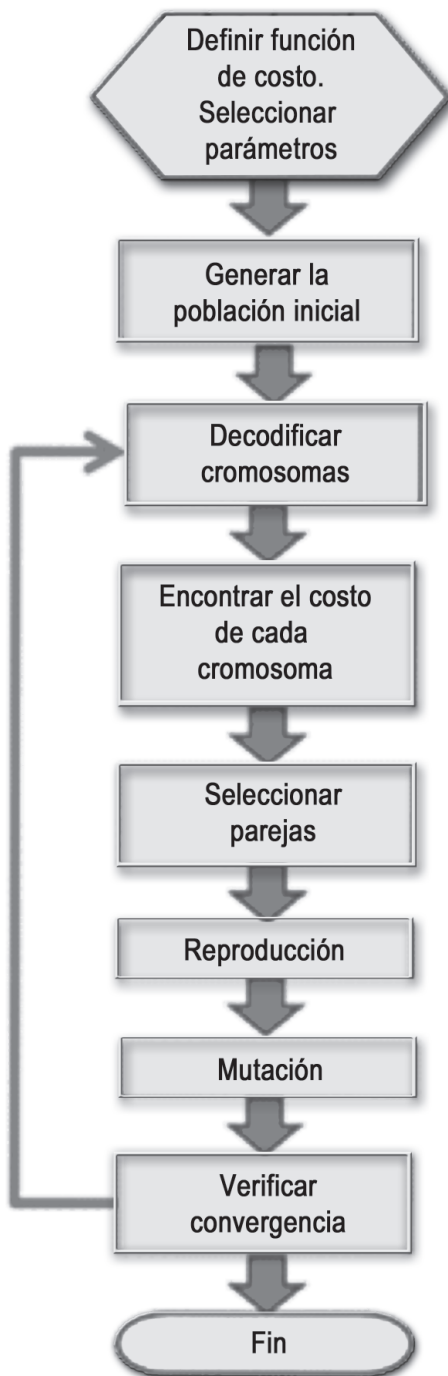 Definir función
de costo.
Seleccionar
parámetros
Generar la
población inicial
Decodificar
cromosomas
Encontrar el costo
de cada
cromosoma
Seleccionar
parejas
Reproducción
Mutación
Verificar
convergencia
Fin